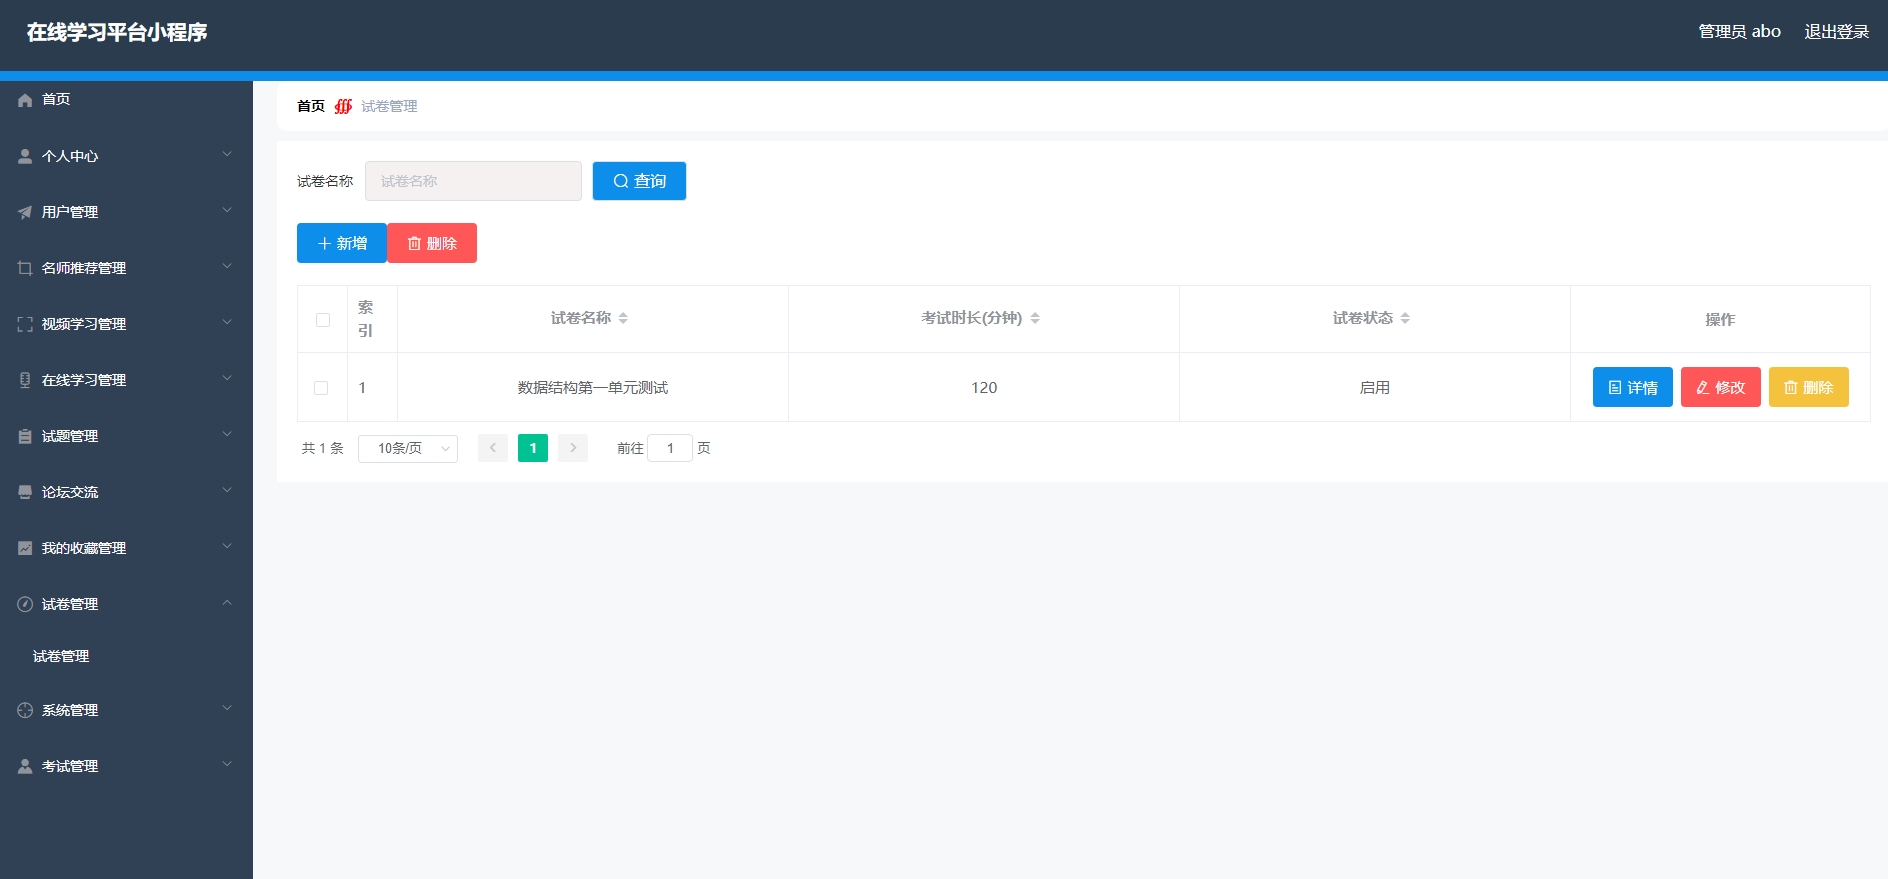 在线学习平台小程序
管理员 abo 退出登录
首页
个人中心
用户管理
名师推荐管理
视频学习管理
在线学习管理
试题管理
论坛交流
我的收藏管理
试卷管理
试卷管理
系统管理
考试管理
首页 试卷管理
试卷名称 试卷名称 查询
新增 删除
索引 试卷名称 考试时长(分钟) 试卷状态 操作
1 数据结构第一单元测试 120 启用 详情 修改 删除
共 1 条 10条/页 1 前往 1 页